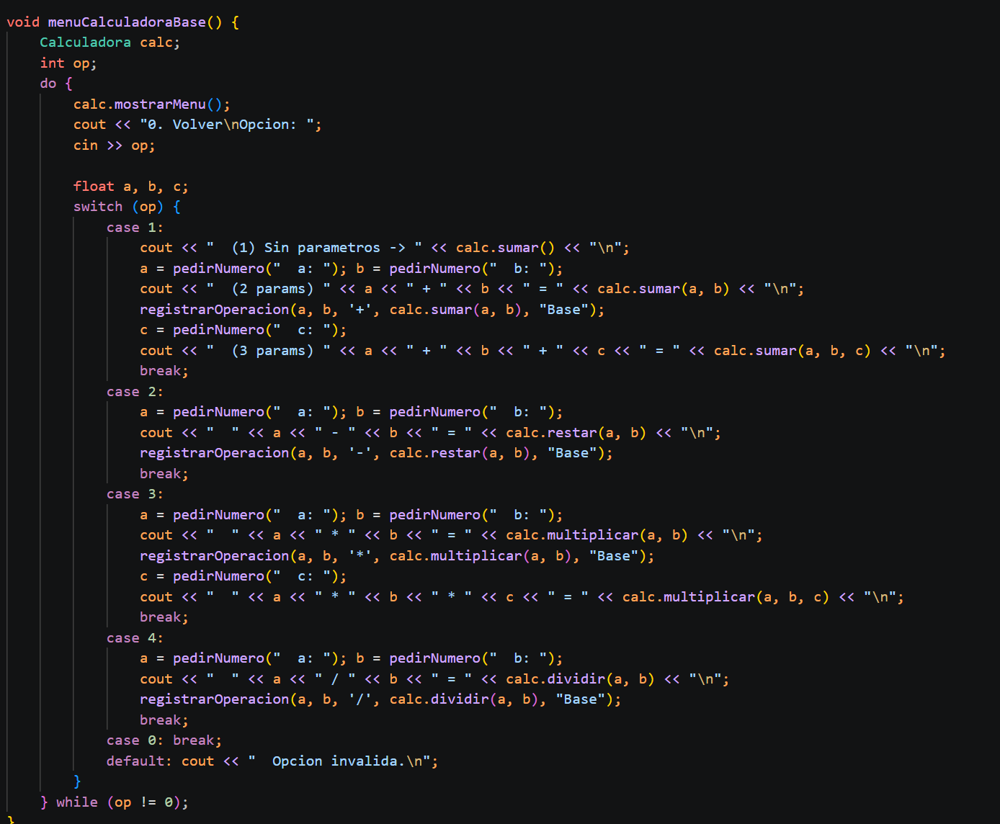 void menuCalculadoraBase() {
    Calculadora calc;
    int op;
    do {
        calc.mostrarMenu();
        cout << "0. Volver\nOpcion: ";
        cin >> op;

        float a, b, c;
        switch (op) {
            case 1:
                cout << "  (1) Sin parametros -> " << calc.sumar() << "\n";
                a = pedirNumero("  a: "); b = pedirNumero("  b: ");
                cout << "  (2 params) " << a << " + " << b << " = " << calc.sumar(a, b) << "\n";
                registrarOperacion(a, b, '+', calc.sumar(a, b), "Base");
                c = pedirNumero("  c: ");
                cout << "  (3 params) " << a << " + " << b << " + " << c << " = " << calc.sumar(a, b, c) << "\n";
                break;
            case 2:
                a = pedirNumero("  a: "); b = pedirNumero("  b: ");
                cout << "  " << a << " - " << b << " = " << calc.restar(a, b) << "\n";
                registrarOperacion(a, b, '-', calc.restar(a, b), "Base");
                break;
            case 3:
                a = pedirNumero("  a: "); b = pedirNumero("  b: ");
                cout << "  " << a << " * " << b << " = " << calc.multiplicar(a, b) << "\n";
                registrarOperacion(a, b, '*', calc.multiplicar(a, b), "Base");
                c = pedirNumero("  c: ");
                cout << "  " << a << " * " << b << " * " << c << " = " << calc.multiplicar(a, b, c) << "\n";
                break;
            case 4:
                a = pedirNumero("  a: "); b = pedirNumero("  b: ");
                cout << "  " << a << " / " << b << " = " << calc.dividir(a, b) << "\n";
                registrarOperacion(a, b, '/', calc.dividir(a, b), "Base");
                break;
            case 0: break;
            default: cout << "  Opcion invalida.\n";
        }
    } while (op != 0);
}